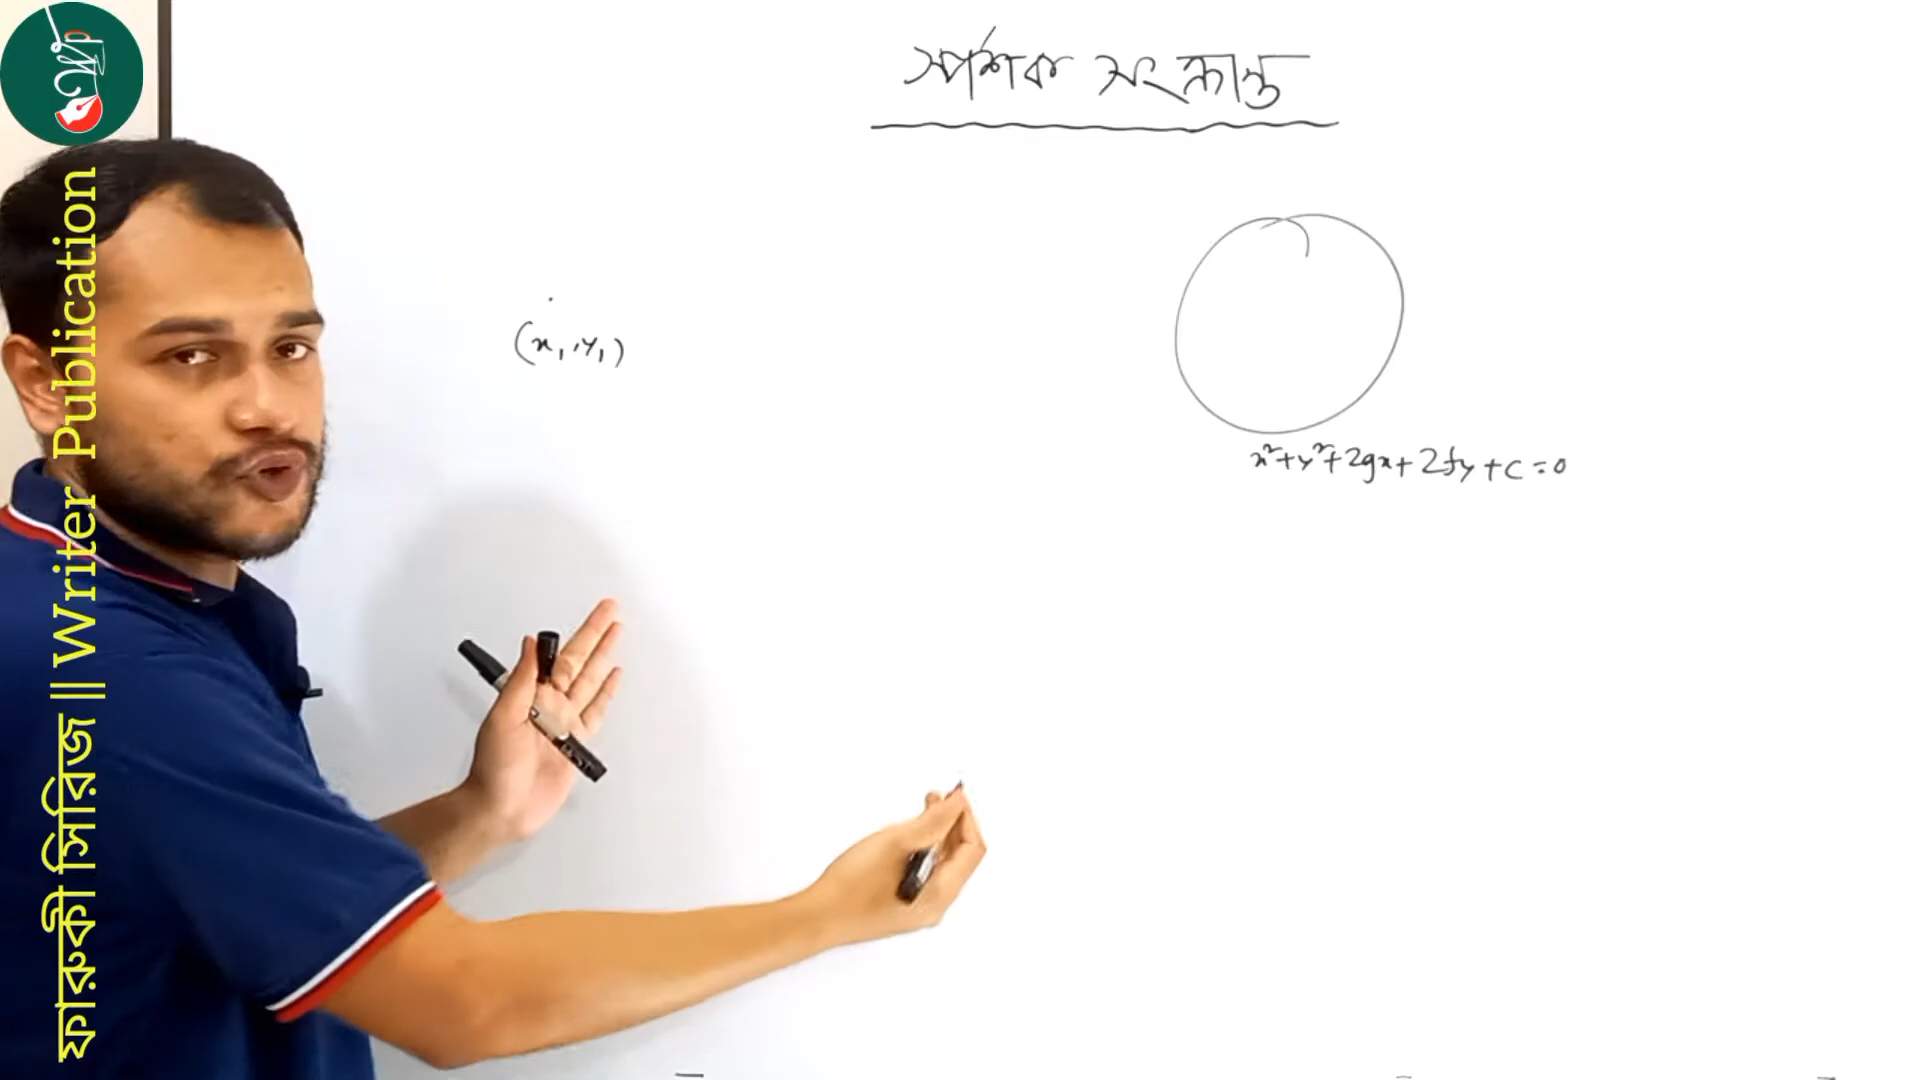 স্পর্শক সংক্রান্ত
(x₁, y₁)
x²+y²+2gx+2fy+c=0
ফারুকী সিরিজ || Writer Publication